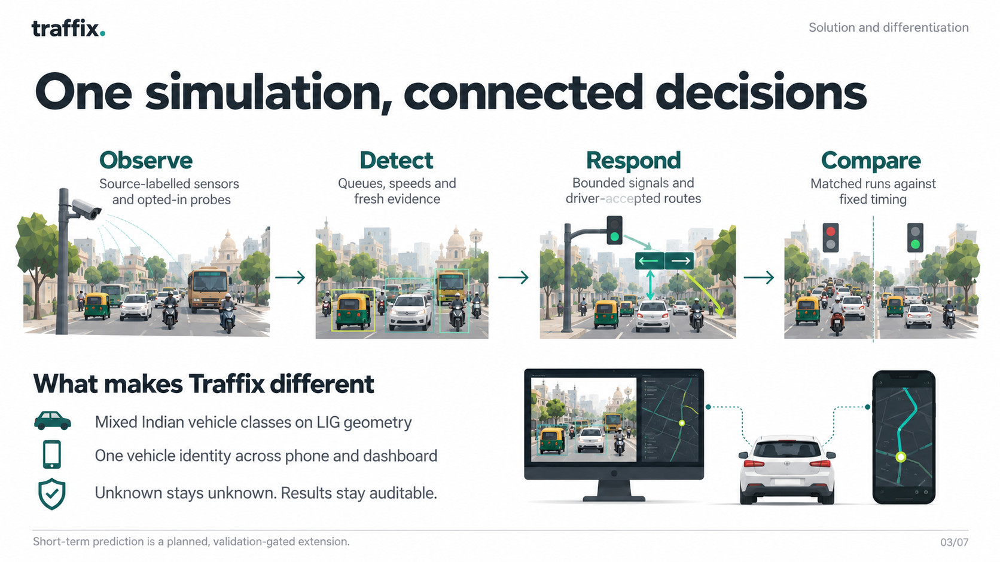 traffix.
Solution and differentisation
One simulation, connected decisions
Observe
Source-labelled sensors
and opted-in probes
Detect
Queues, speeds and
fresh evidence
Respond
Bounded signals and
driver-accepted routes
Compare
Matched runs against
fixed timing
What makes Traffix different
Mixed Indian vehicle classes on LIG geometry
One vehicle identity across phone and dashboard
Unknown stays unknown. Results stay auditable.
Short-term prediction is a planned, validation-gated extension.
03/07